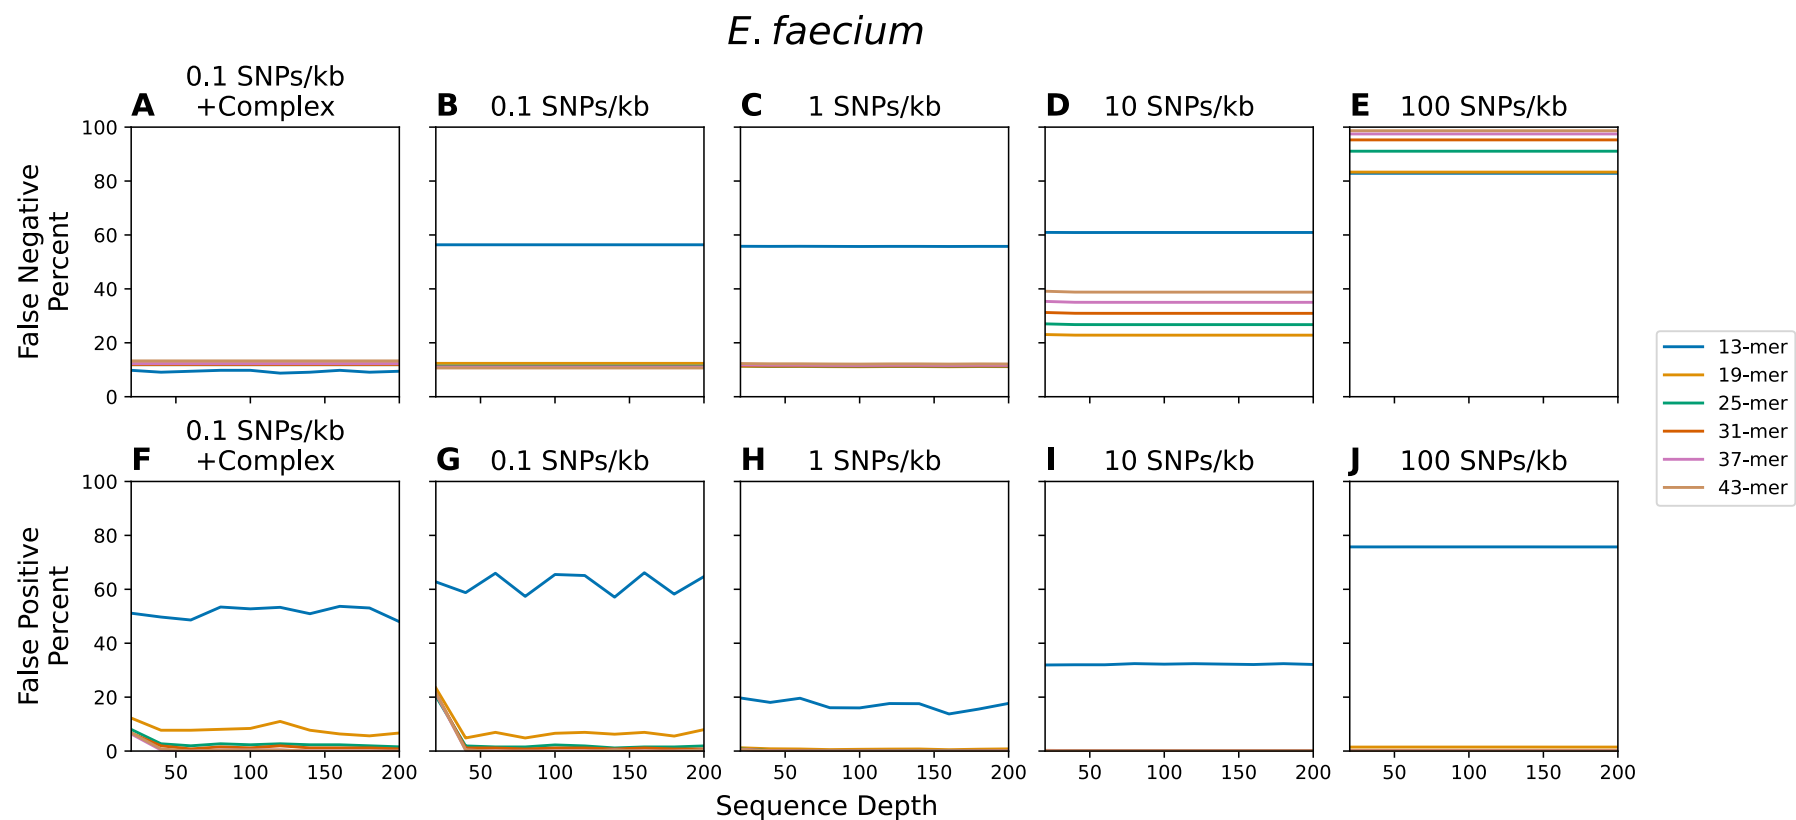 E. faecium
A
0.1 SNPs/kb
+Complex
B 0.1 SNPs/kb
C 1 SNPs/kb
D 10 SNPs/kb
E 100 SNPs/kb
False Negative
Percent
100
80
60
40
20
0
F
0.1 SNPs/kb
+Complex
G 0.1 SNPs/kb
H 1 SNPs/kb
I 10 SNPs/kb
J 100 SNPs/kb
False Positive
Percent
100
80
60
40
20
0
50 100 150 200
50 100 150 200
50 100 150 200
50 100 150 200
50 100 150 200
Sequence Depth
13-mer
19-mer
25-mer
31-mer
37-mer
43-mer